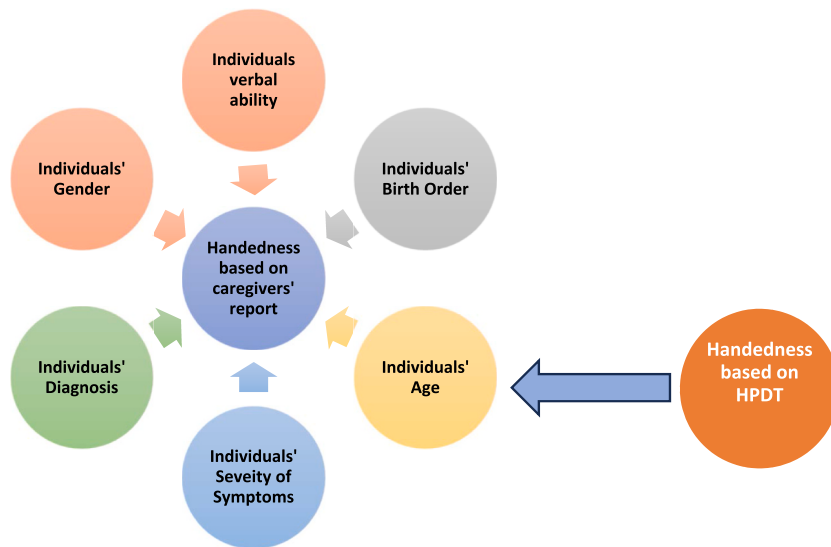 Individuals
verbal
ability
Individuals'
Gender
Individuals'
Birth Order
Handedness
based on
caregivers'
report
Individuals'
Diagnosis
Individuals'
Age
Handedness
based on
HPDT
Individuals'
Seveity of
Symptoms